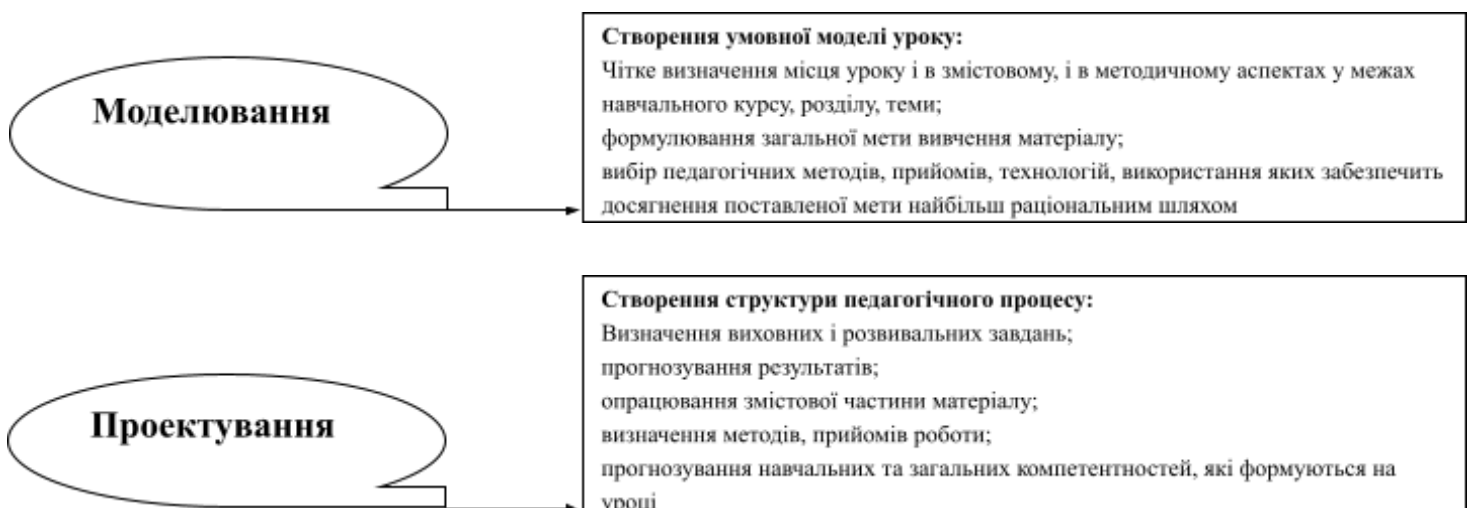 Моделювання
Створення умовної моделі уроку:
Чітке визначення місця уроку і в змістовому, і в методичному аспектах у межах
навчального курсу, розділу, теми;
формулювання загальної мети вивчення матеріалу;
вибір педагогічних методів, прийомів, технологій, використання яких забезпечить
досягнення поставленої мети найбільш раціональним шляхом
Проектування
Створення структури педагогічного процесу:
Визначення виховних і розвивальних завдань;
прогнозування результатів;
опрацювання змістової частини матеріалу;
визначення методів, прийомів роботи;
прогнозування навчальних та загальних компетентностей, які формуються на
уроці